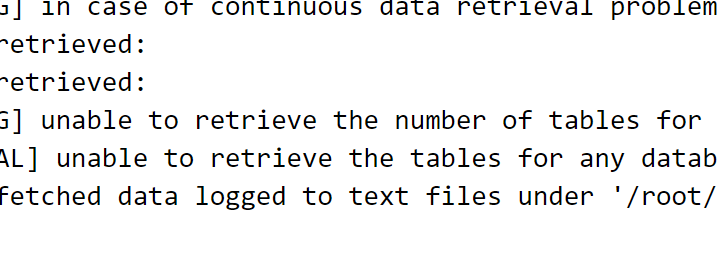 G] in case of continuous data retrieval problem
retrieved:
retrieved:
G] unable to retrieve the number of tables for
AL] unable to retrieve the tables for any datab
fetched data logged to text files under '/root/